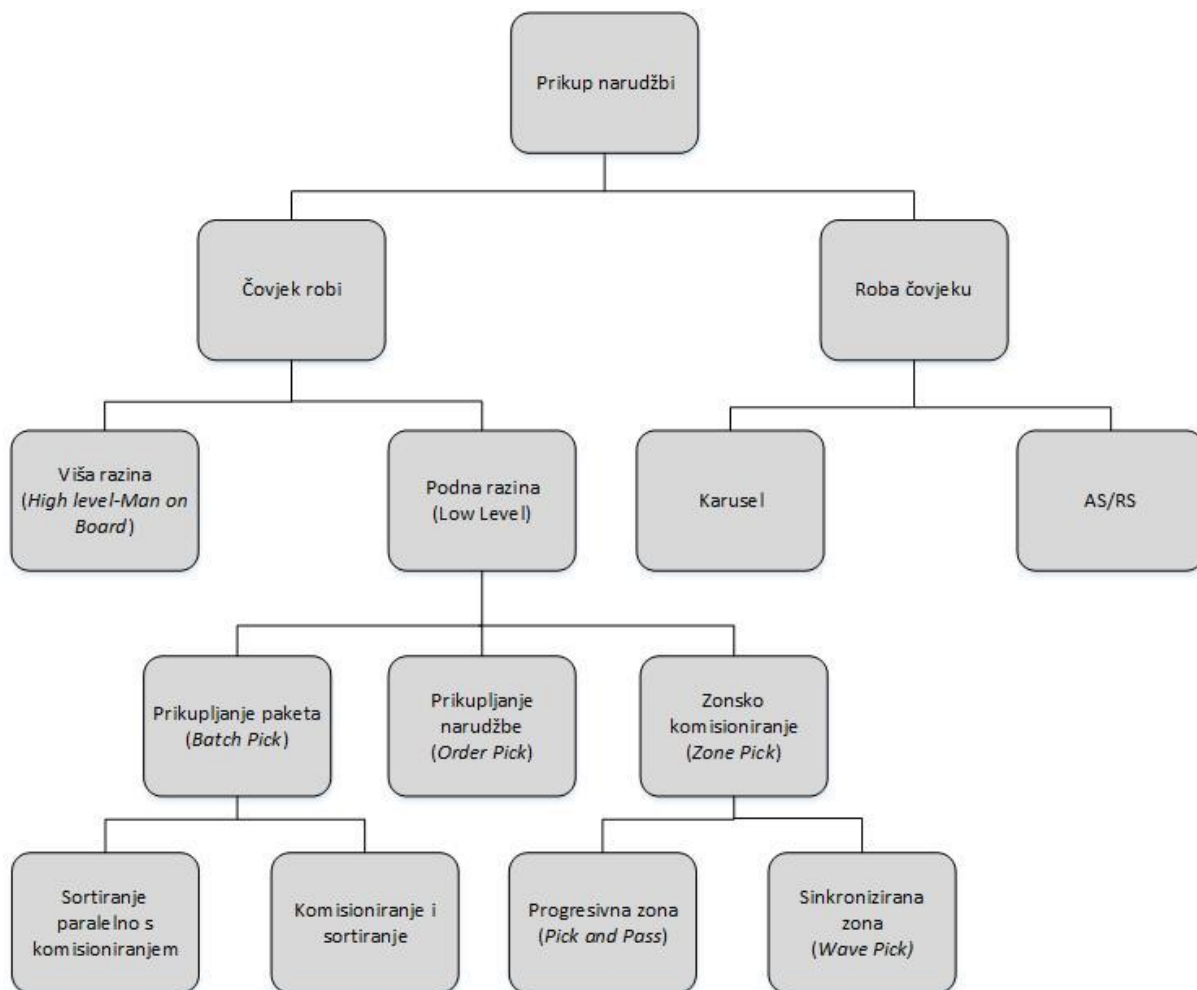 Prikup narudžbi
Čovjek robi
Roba čovjeku
Viša razina
(High level-Man on
Board)
Podna razina
(Low Level)
Karusel
AS/RS
Prikupljanje paketa
(Batch Pick)
Prikupljanje
narudžbe
(Order Pick)
Zonsko
komisioniranje
(Zone Pick)
Sortiranje
paralelno s
komisioniranjem
Komisioniranje i
sortiranje
Progresivna zona
(Pick and Pass)
Sinkronizirana
zona
(Wave Pick)